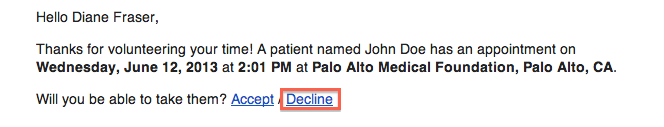 Hello Diane Fraser,
Thanks for volunteering your time! A patient named John Doe has an appointment on
Wednesday, June 12, 2013 at 2:01 PM at Palo Alto Medical Foundation, Palo Alto, CA.
Will you be able to take them? Accept / Decline